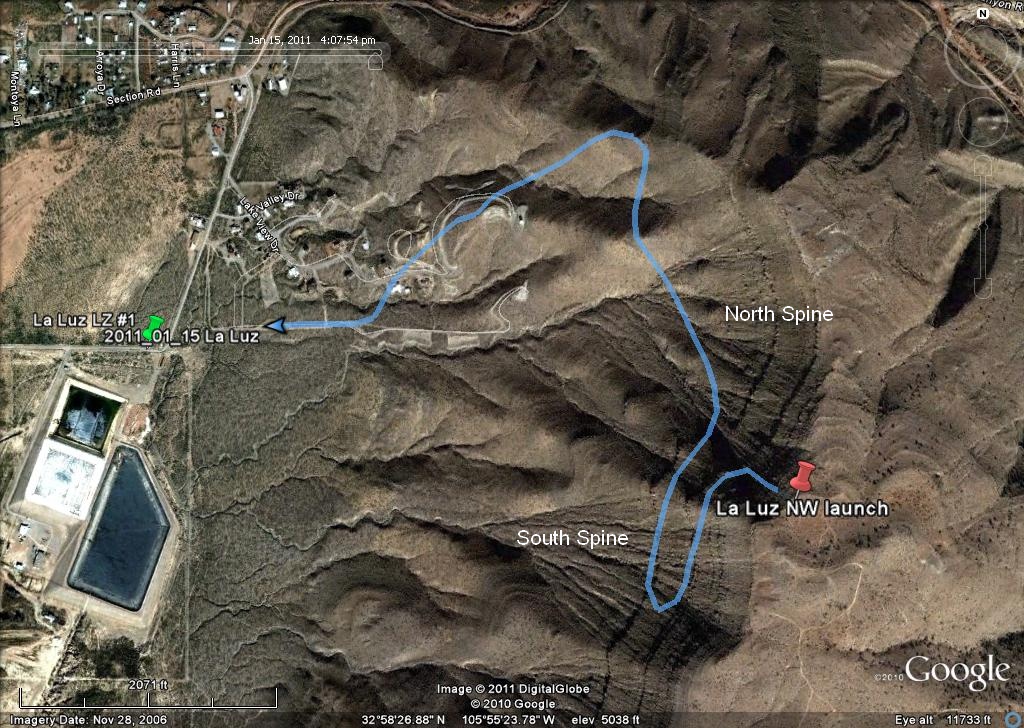 Jan 15, 2011 4:07:54 pm
N
Montoya Ln
Arroya Dr
Harris Ln
Section Rd
Valley Dr
Lake View Dr
La Luz LZ #1
2011_01_15 La Luz
North Spine
La Luz NW launch
South Spine
2071 ft
Image © 2011 DigitalGlobe
© 2010 Google
©2010 Google
Imagery Date: Nov 28, 2006
32°58'26.88" N 105°55'23.78" W elev 5038 ft
Eye alt 11733 ft